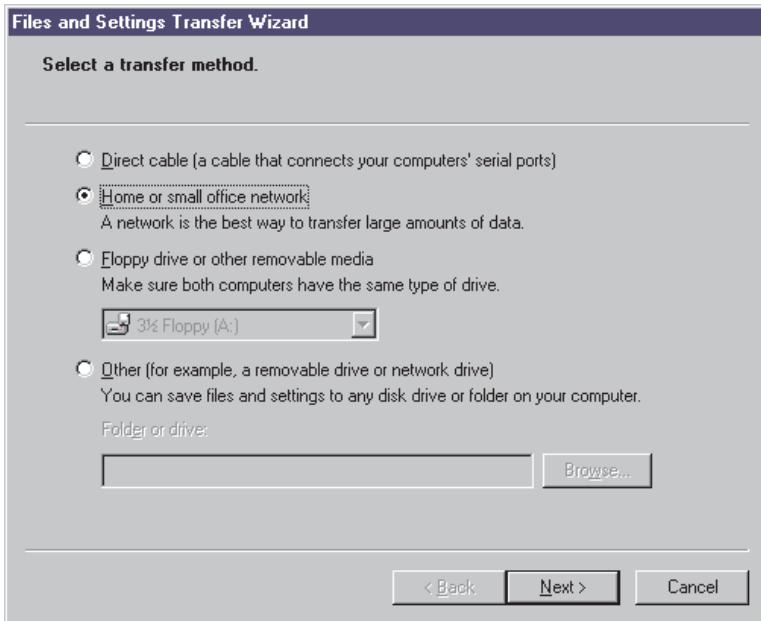 Files and Settings Transfer Wizard
Select a transfer method.
Direct cable (a cable that connects your computers' serial ports)
Home or small office network
A network is the best way to transfer large amounts of data.
Floppy drive or other removable media
Make sure both computers have the same type of drive.
3½ Floppy (A:)
Other (for example, a removable drive or network drive)
You can save files and settings to any disk drive or folder on your computer.
Folder or drive:
Browse...
< Back Next > Cancel